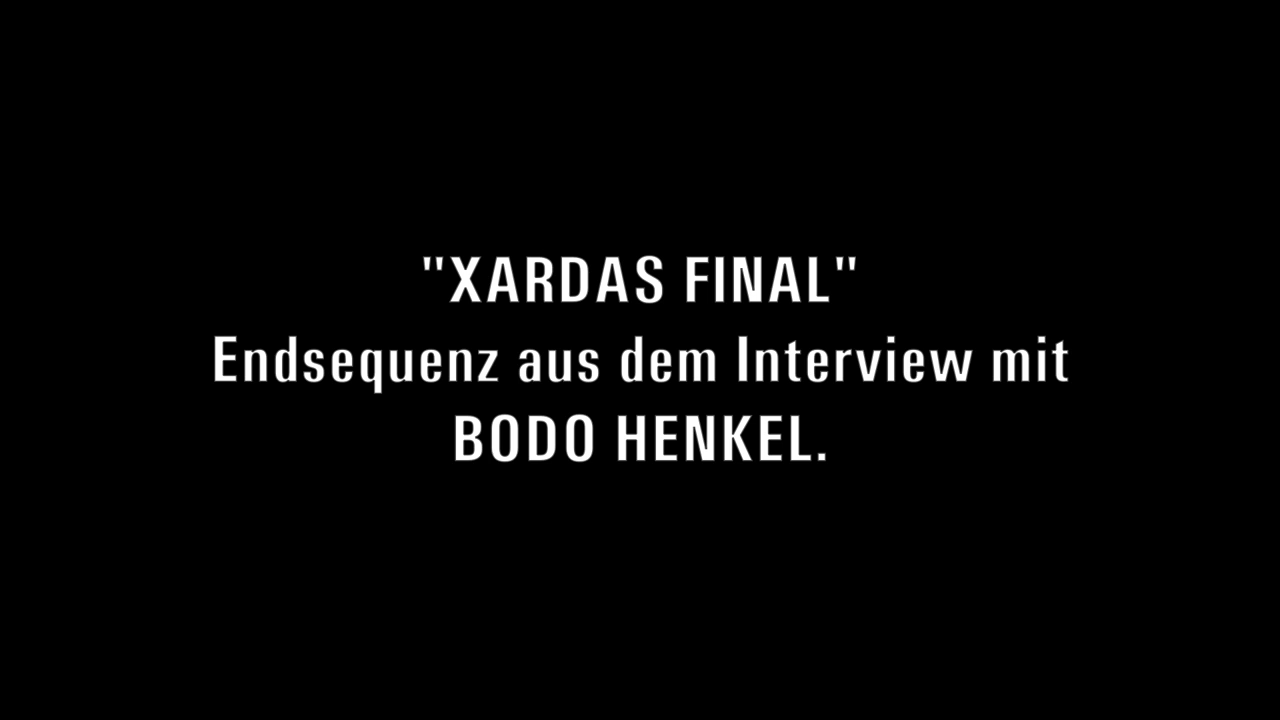 "XARDAS FINAL"
Endsequenz aus dem Interview mit
BODO HENKEL.